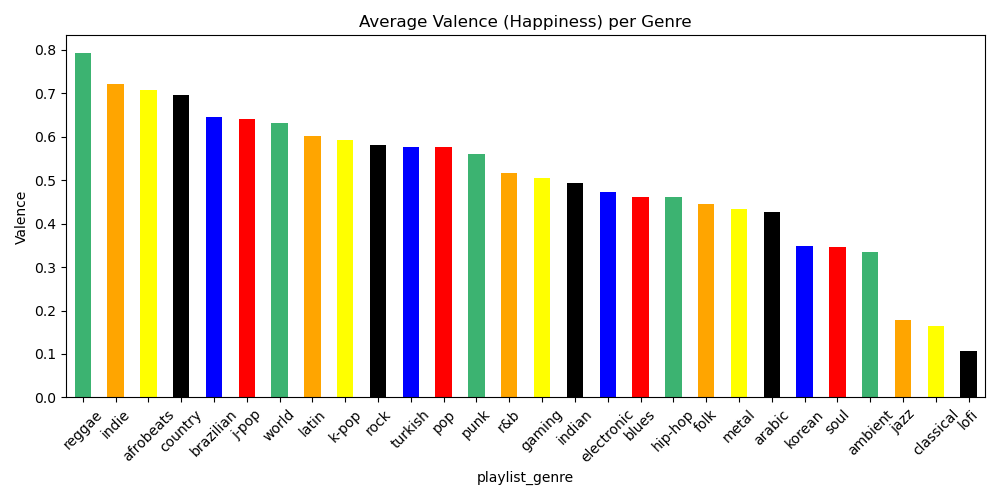 Average Valence (Happiness) per Genre
Valence
0.8
0.7
0.6
0.5
0.4
0.3
0.2
0.1
0.0
reggae
indie
afrobeats
country
brazilian
j-pop
world
latin
k-pop
rock
turkish
pop
punk
r&b
gaming
indian
electronic
blues
hip-hop
folk
metal
arabic
korean
soul
ambient
jazz
classical
lofi
playlist_genre